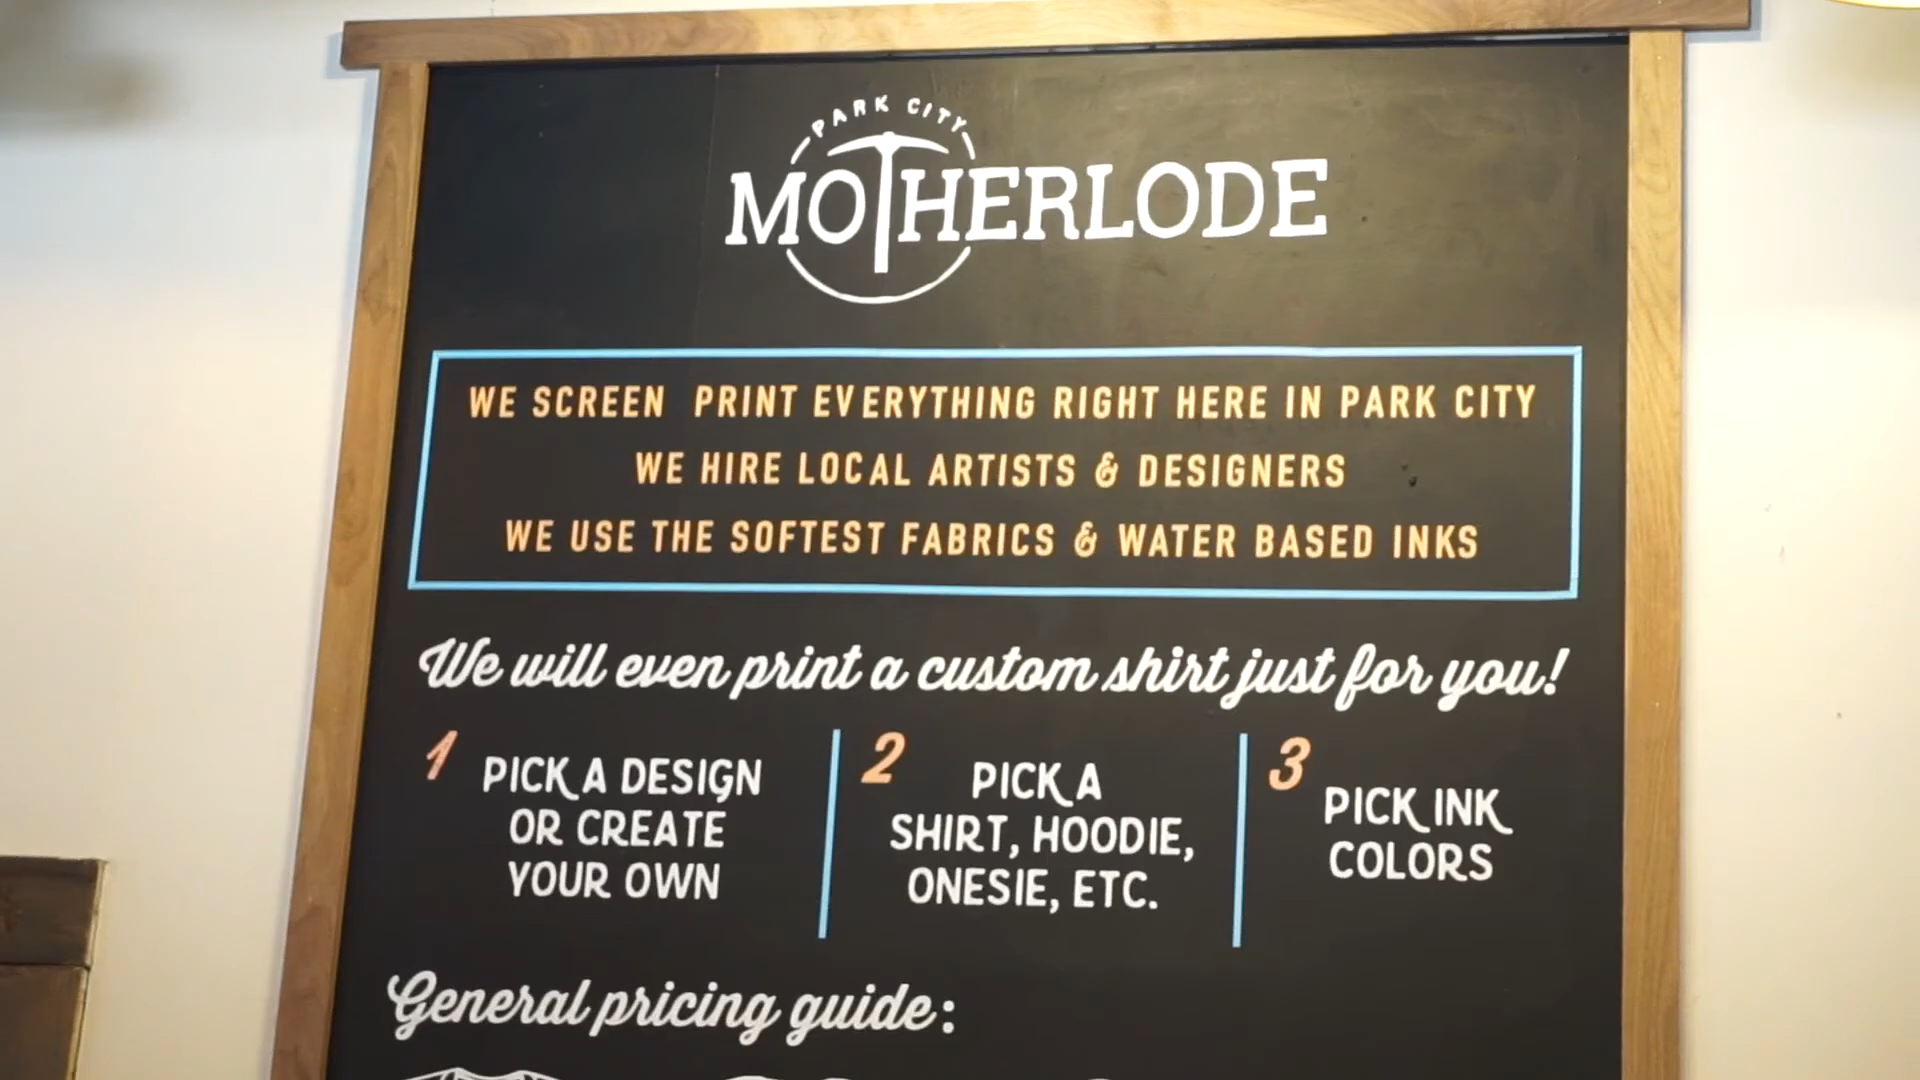 PARK CITY
MOTHERLODE
WE SCREEN PRINT EVERYTHING RIGHT HERE IN PARK CITY
WE HIRE LOCAL ARTISTS & DESIGNERS
WE USE THE SOFTEST FABRICS & WATER BASED INKS
We will even print a custom shirt just for you!
1
PICK A DESIGN
OR CREATE
YOUR OWN
2
PICK A
SHIRT, HOODIE,
ONESIE, ETC.
3
PICK INK
COLORS
General pricing guide: